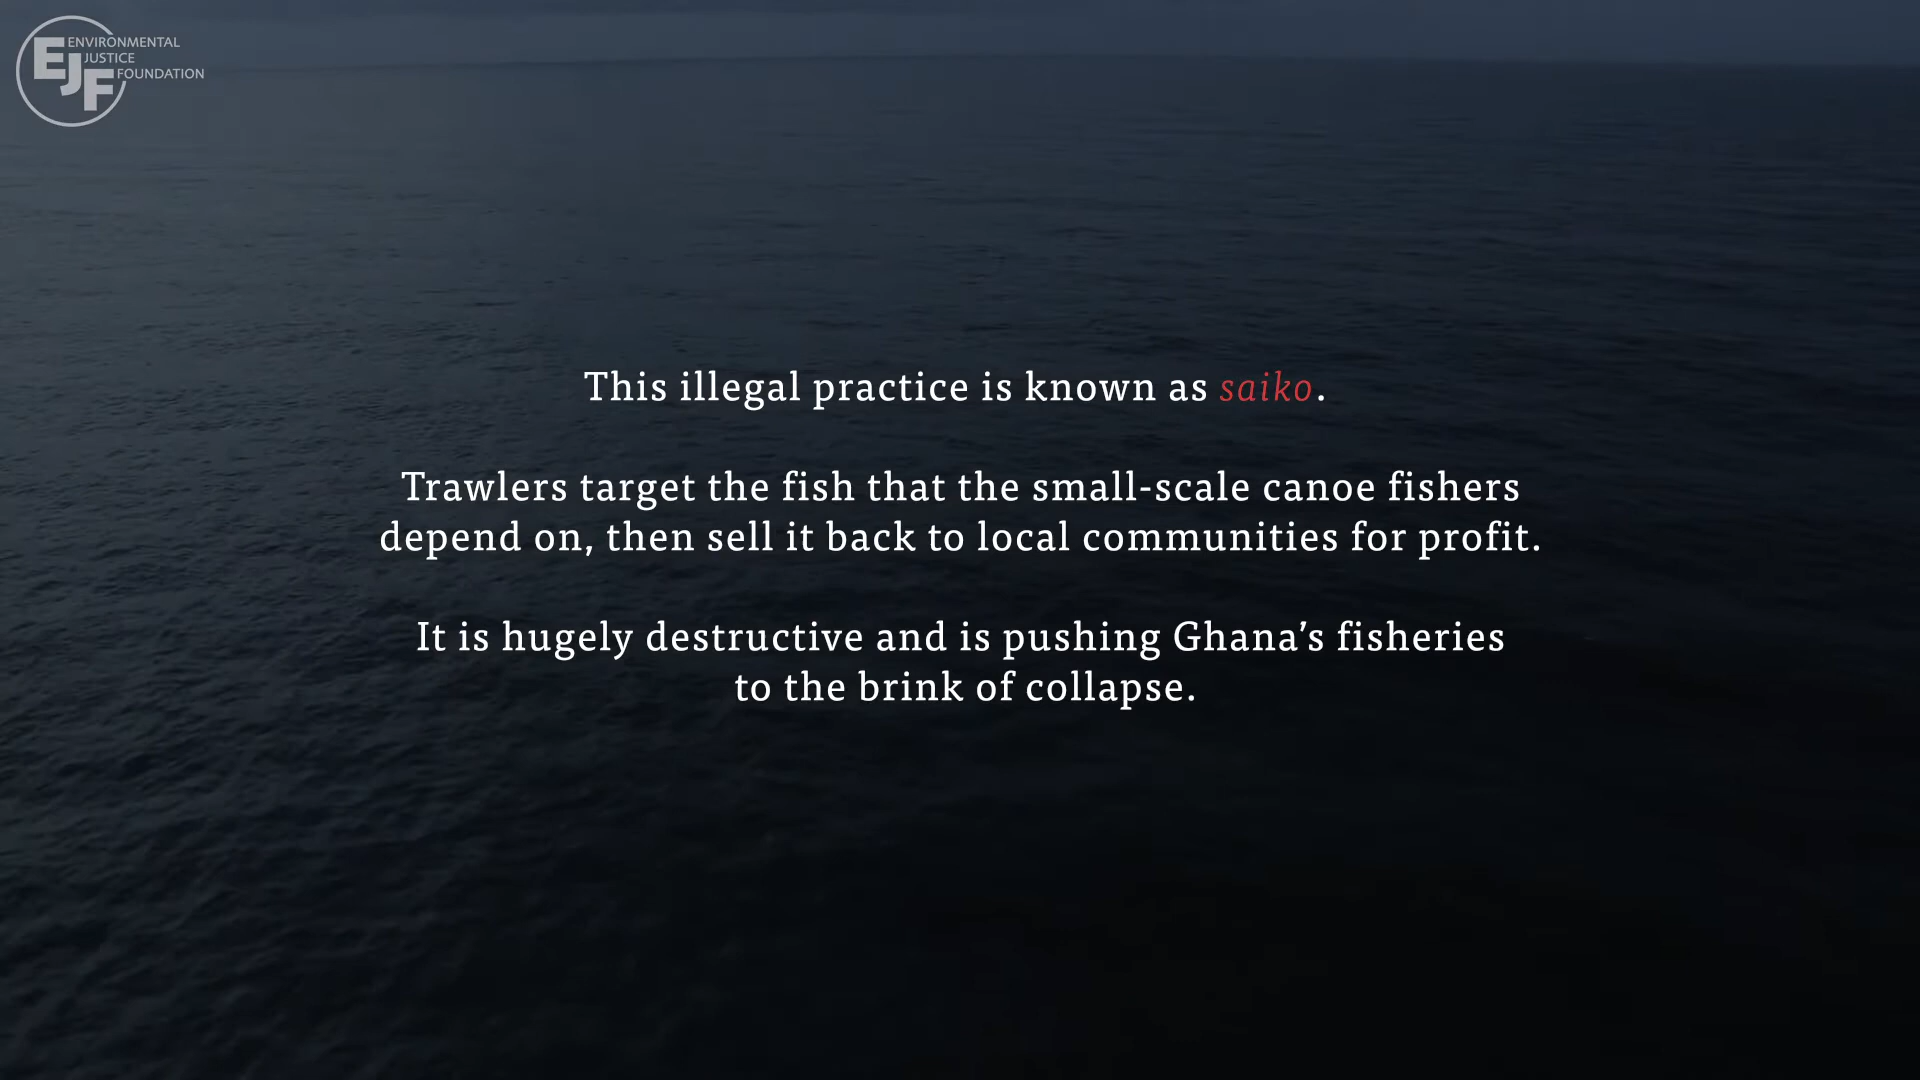 EJF
ENVIRONMENTAL
JUSTICE
FOUNDATION
This illegal practice is known as saiko.
Trawlers target the fish that the small-scale canoe fishers
depend on, then sell it back to local communities for profit.
It is hugely destructive and is pushing Ghana’s fisheries
to the brink of collapse.